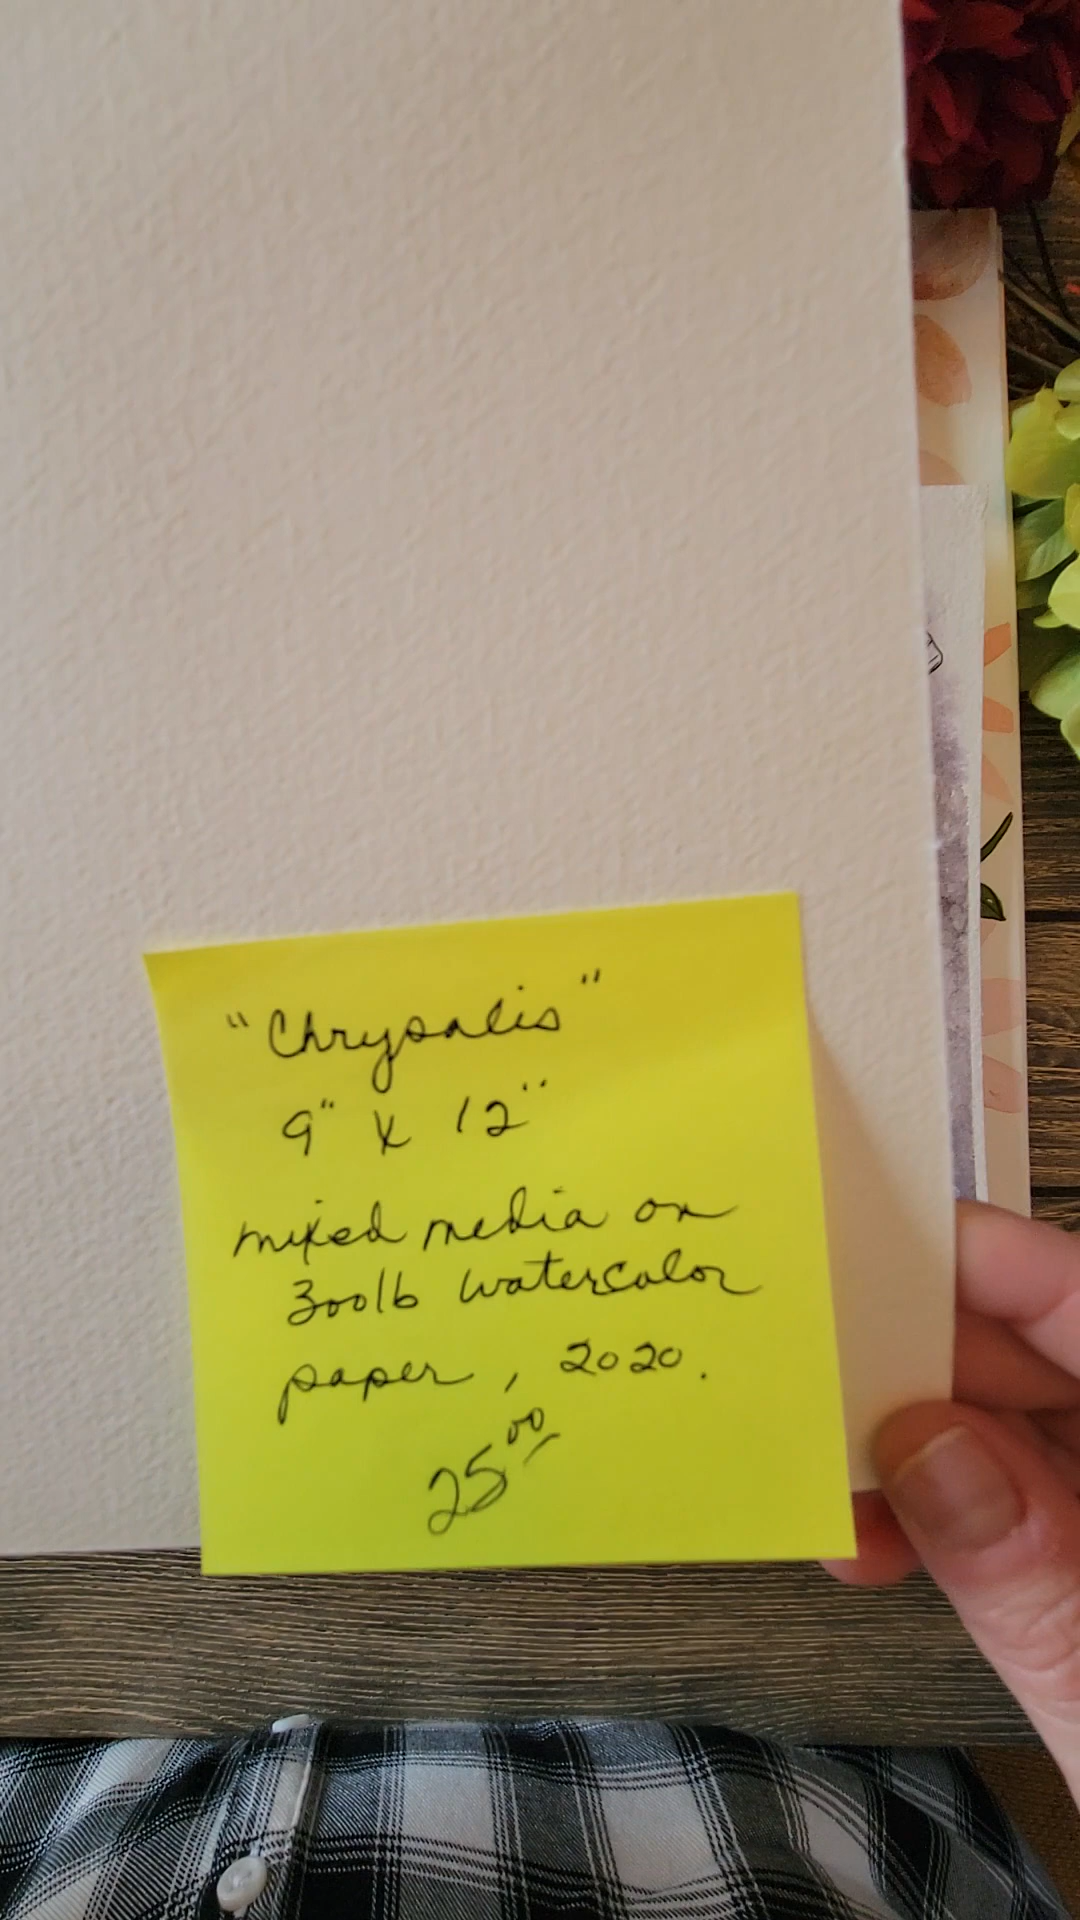 "Chrysalis"
9" x 12"
mixed media on
300lb watercolor
paper, 2020.
25⁰⁰